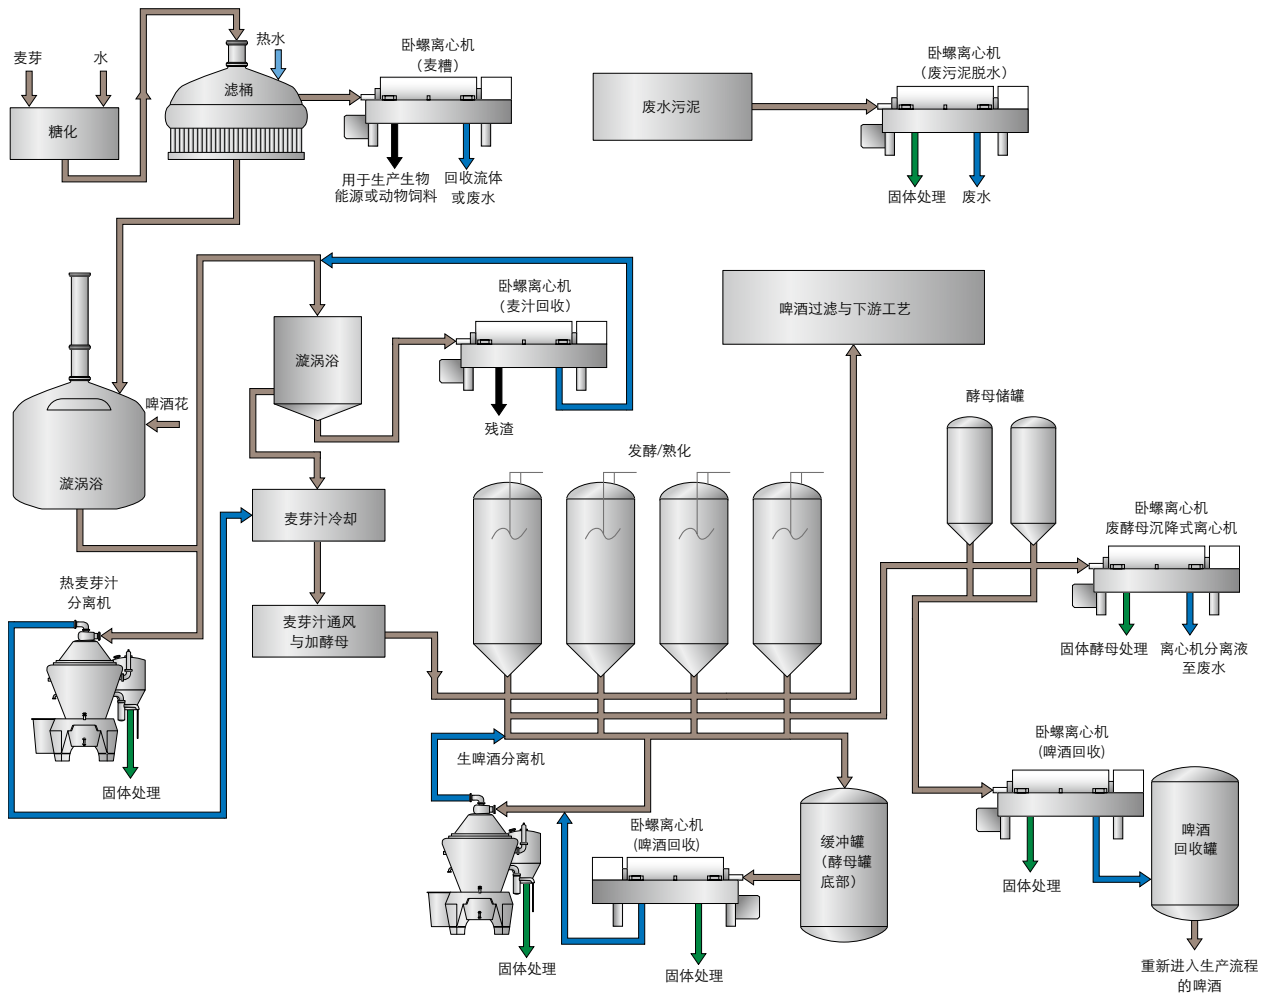 麦芽
水
糖化
滤桶
热水
卧螺离心机
（麦糟）
用于生产生物
能源或动物饲料
回收流体
或废水
废水污泥
卧螺离心机
（废污泥脱水）
固体处理
废水
漩涡浴
啤酒花
漩涡浴
卧螺离心机
（麦汁回收）
残渣
啤酒过滤与下游工艺
麦芽汁冷却
麦芽汁通风
与加酵母
发酵/熟化
酵母储罐
卧螺离心机
废酵母沉降式离心机
固体酵母处理
离心机分离液
至废水
热麦芽汁
分离机
固体处理
生啤酒分离机
固体处理
卧螺离心机
(啤酒回收)
固体处理
缓冲罐
（酵母罐
底部）
卧螺离心机
(啤酒回收)
固体处理
啤酒
回收罐
重新进入生产流程
的啤酒